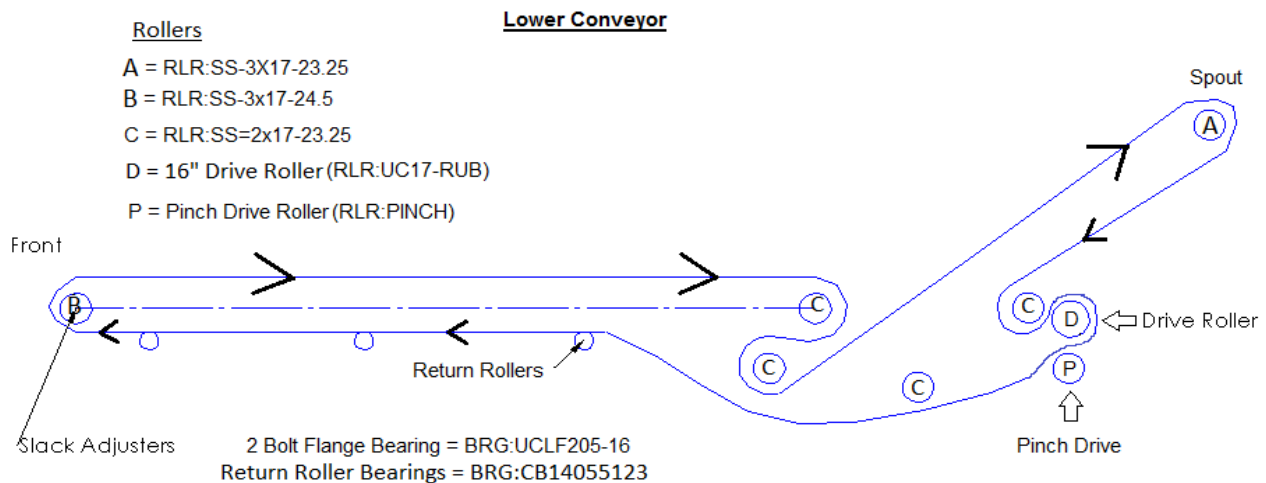 Lower Conveyor
Rollers
A = RLR:SS-3X17-23.25
B = RLR:SS-3x17-24.5
C = RLR:SS=2x17-23.25
D = 16" Drive Roller (RLR:UC17-RUB)
P = Pinch Drive Roller (RLR:PINCH)
Spout
A
Front
B
C
C
D
Drive Roller
Return Rollers
C
C
P
Slack Adjusters
2 Bolt Flange Bearing = BRG:UCLF205-16
Pinch Drive
Return Roller Bearings = BRG:CB14055123